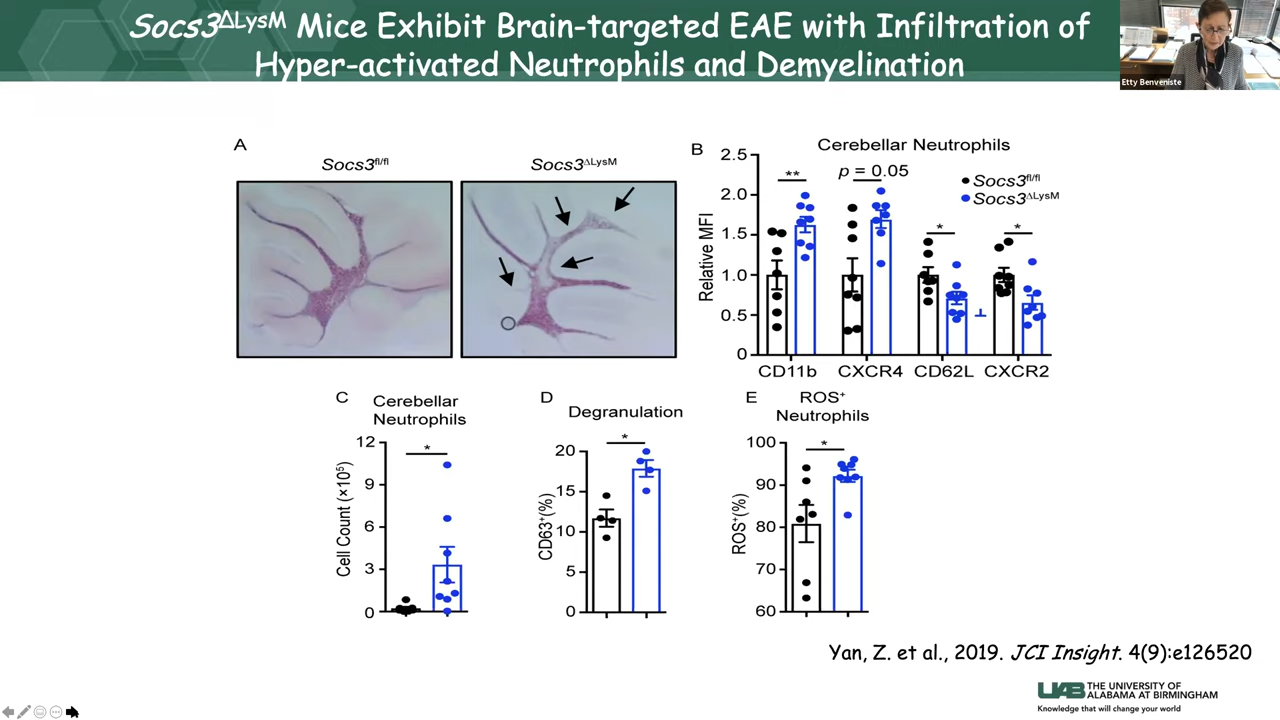 Socs3ΔLysM Mice Exhibit Brain-targeted EAE with Infiltration of
Hyper-activated Neutrophils and Demyelination
Etty Benveniste
A
Socs3fl/fl
Socs3ΔLysM
B
Cerebellar Neutrophils
p = 0.05
**
*
*
Socs3fl/fl
Socs3ΔLysM
Relative MFI
2.5
2.0
1.5
1.0
0.5
0
CD11b
CXCR4
CD62L
CXCR2
C
Cerebellar
Neutrophils
*
Cell Count (×10⁵)
12
9
6
3
0
D
Degranulation
*
CD63⁺(%)
20
15
10
5
0
E
ROS⁺
Neutrophils
*
ROS⁺(%)
100
90
80
70
60
Yan, Z. et al., 2019. JCI Insight. 4(9):e126520
UAB THE UNIVERSITY OF
ALABAMA AT BIRMINGHAM
Knowledge that will change your world